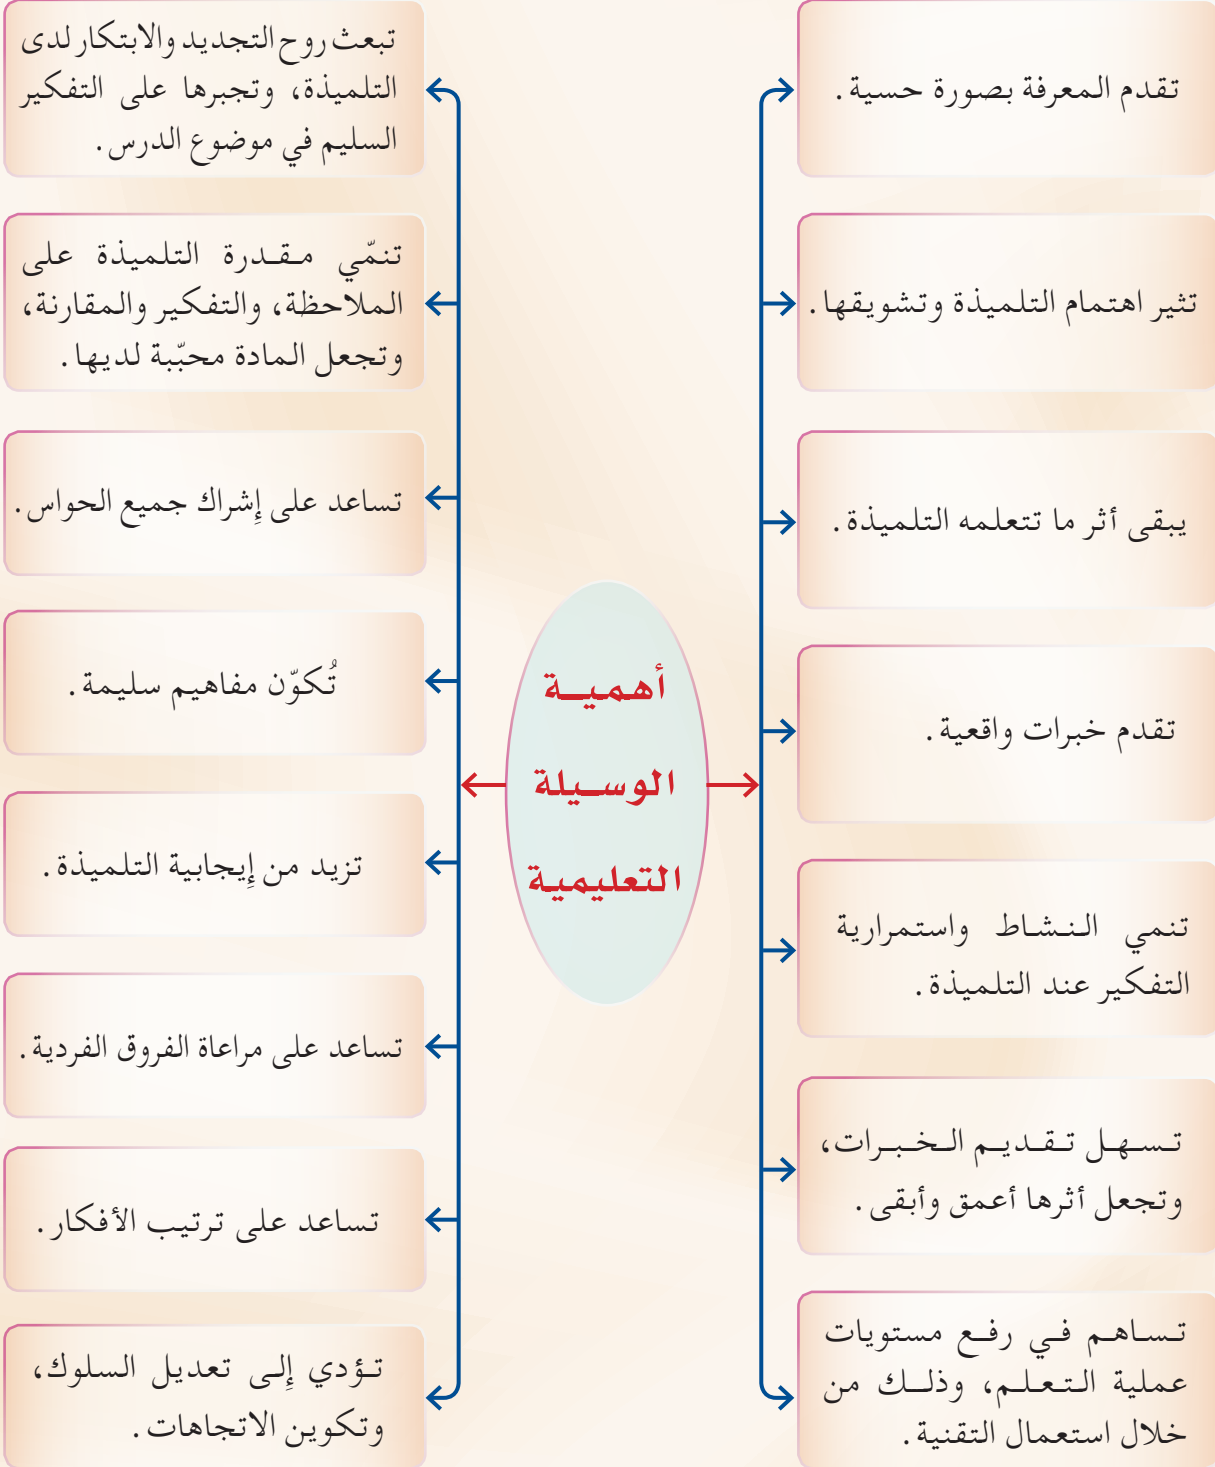 أهمية
الوسيلة
التعليمية
تقدم المعرفة بصورة حسية.
تثير اهتمام التلميذة وتشويقها.
يبقى أثر ما تتعلمه التلميذة.
تقدم خبرات واقعية.
تنمي النشاط واستمرارية
التفكير عند التلميذة.
تسهل تقديم الخبرات،
وتجعل أثرها أعمق وأبقى.
تساهم في رفع مستويات
عملية التعلم، وذلك من
خلال استعمال التقنية.
تبعث روح التجديد والابتكار لدى
التلميذة، وتجبرها على التفكير
السليم في موضوع الدرس.
تنمّي مقدرة التلميذة على
الملاحظة، والتفكير والمقارنة،
وتجعل المادة محبّبة لديها.
تساعد على إشراك جميع الحواس.
تُكوّن مفاهيم سليمة.
تزيد من إيجابية التلميذة.
تساعد على مراعاة الفروق الفردية.
تساعد على ترتيب الأفكار.
تؤدي إلى تعديل السلوك،
وتكوين الاتجاهات.